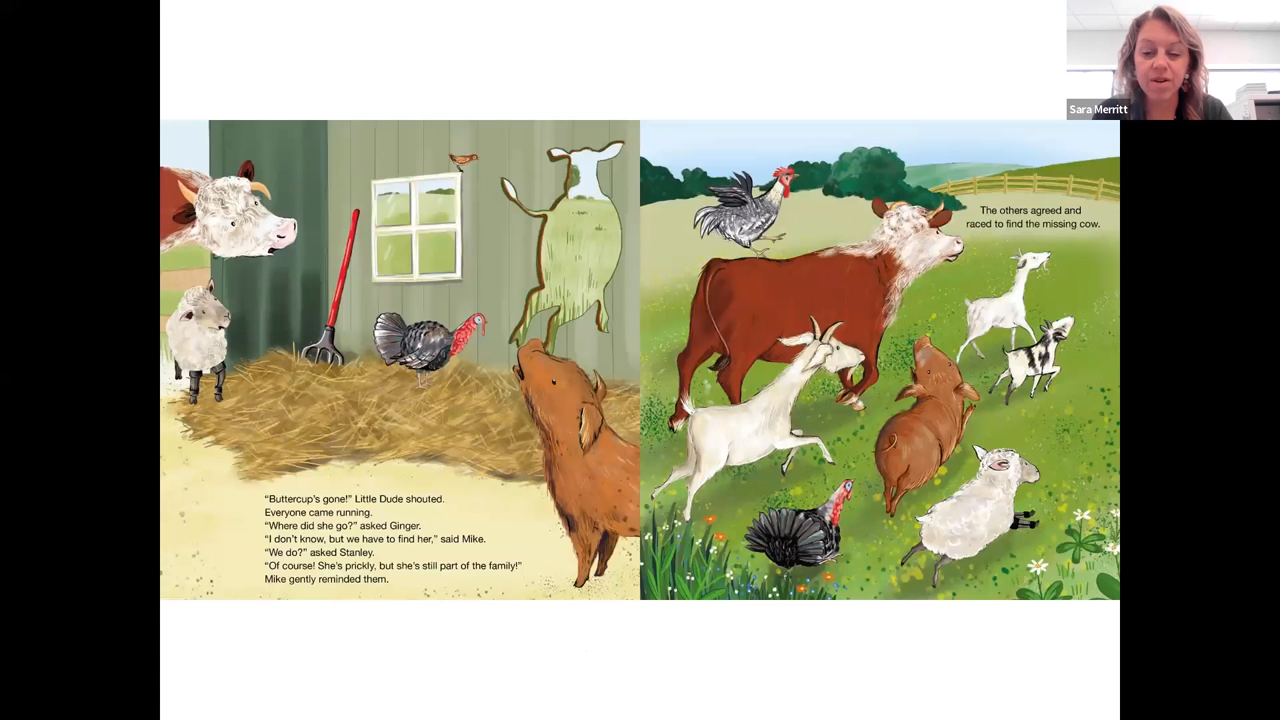 Sara Merritt
The others agreed and
raced to find the missing cow.
“Buttercup’s gone!” Little Dude shouted.
Everyone came running.
“Where did she go?” asked Ginger.
“I don’t know, but we have to find her,” said Mike.
“We do?” asked Stanley.
“Of course! She’s prickly, but she’s still part of the family!”
Mike gently reminded them.